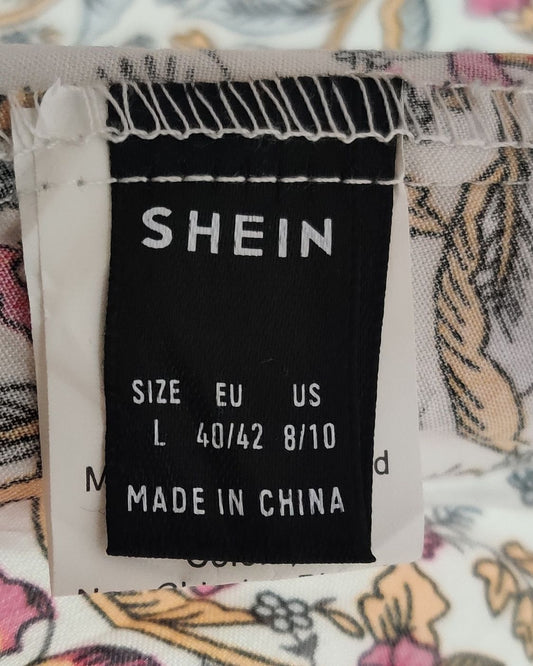 SHEIN
SIZE EU US
L 40/42 8/10
MADE IN CHINA